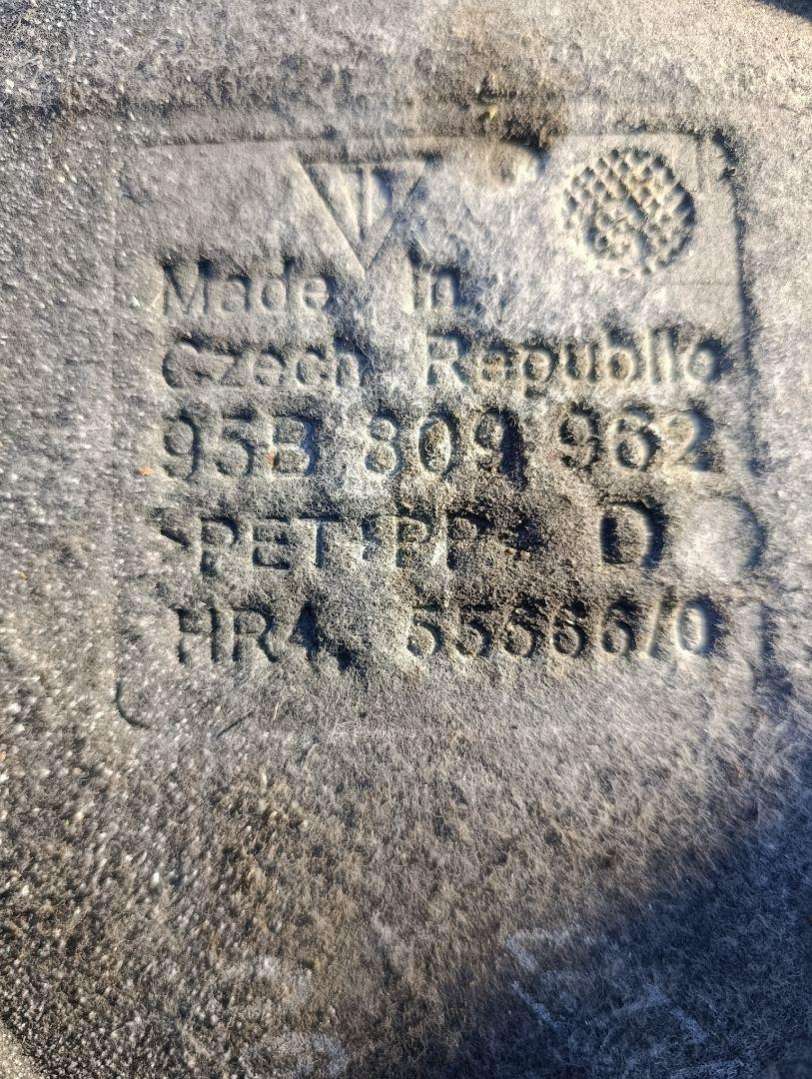 Made in
Czech Republic
95B 809 962
>PET+PP< D
HR4. 55566/0